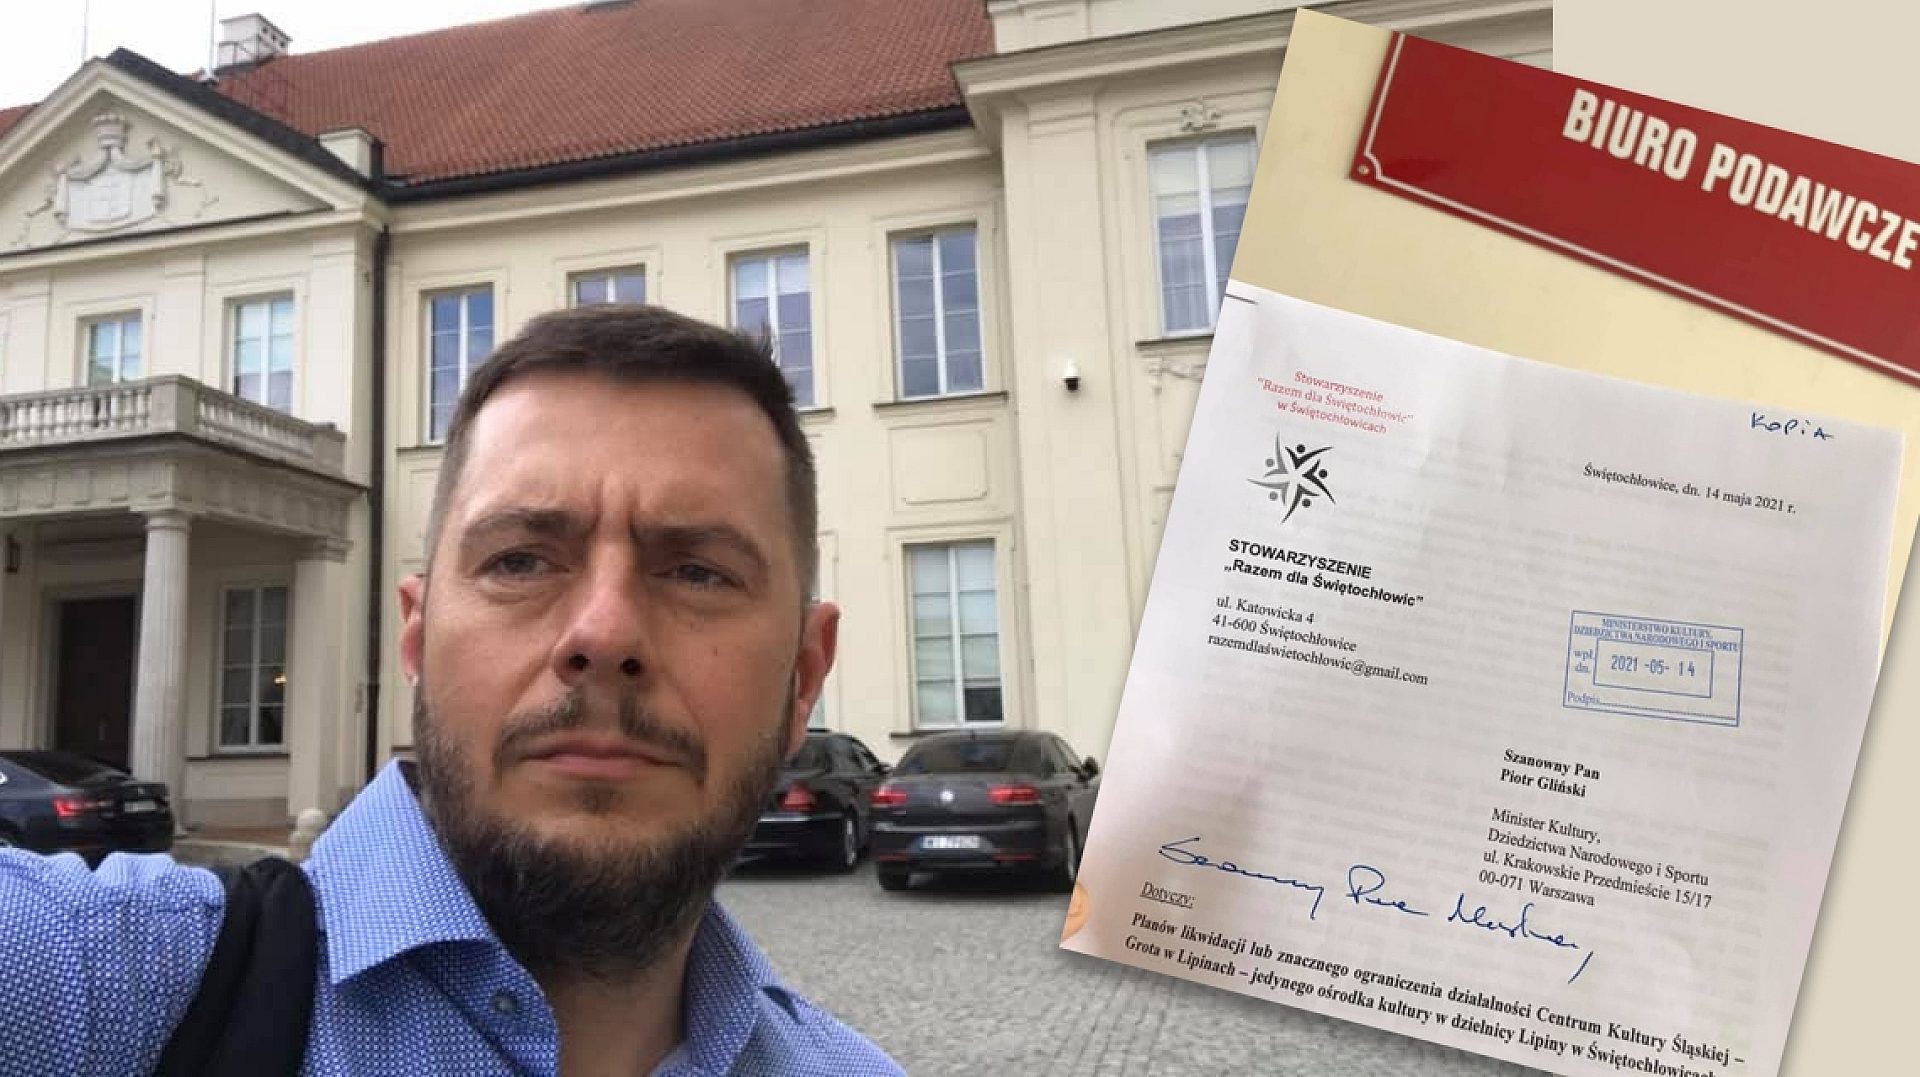 BIURO PODAWCZE
Stowarzyszenie
"Razem dla Świętochłowic"
w Świętochłowicach
KOPIA
Świętochłowice, dn. 14 maja 2021 r.
STOWARZYSZENIE
„Razem dla Świętochłowic”
ul. Katowicka 4
41-600 Świętochłowice
razemdlaswietochlowic@gmail.com
MINISTERSTWO KULTURY,
DZIEDZICTWA NARODOWEGO I SPORTU
wpł.
dn.
2021 -05- 14
Podpis
Szanowny Pan
Piotr Gliński
Minister Kultury,
Dziedzictwa Narodowego i Sportu
ul. Krakowskie Przedmieście 15/17
00-071 Warszawa
Szanowny Panie
Dotyczy:
Planów likwidacji lub znacznego ograniczenia działalności Centrum Kultury Śląskiej –
Grota w Lipinach – jedynego ośrodka kultury w dzielnicy Lipiny w Świętochłowicach